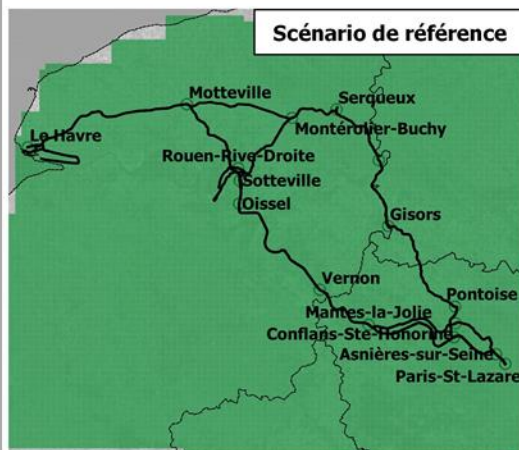 Scénario de référence
Motteville
Serqueux
Le Havre
Montérolier-Buchy
Rouen-Rive-Droite
Sotteville
Oissel
Gisors
Vernon
Pontoise
Mantes-la-Jolie
Conflans-Ste-Honorine
Asnières-sur-Seine
Paris-St-Lazare